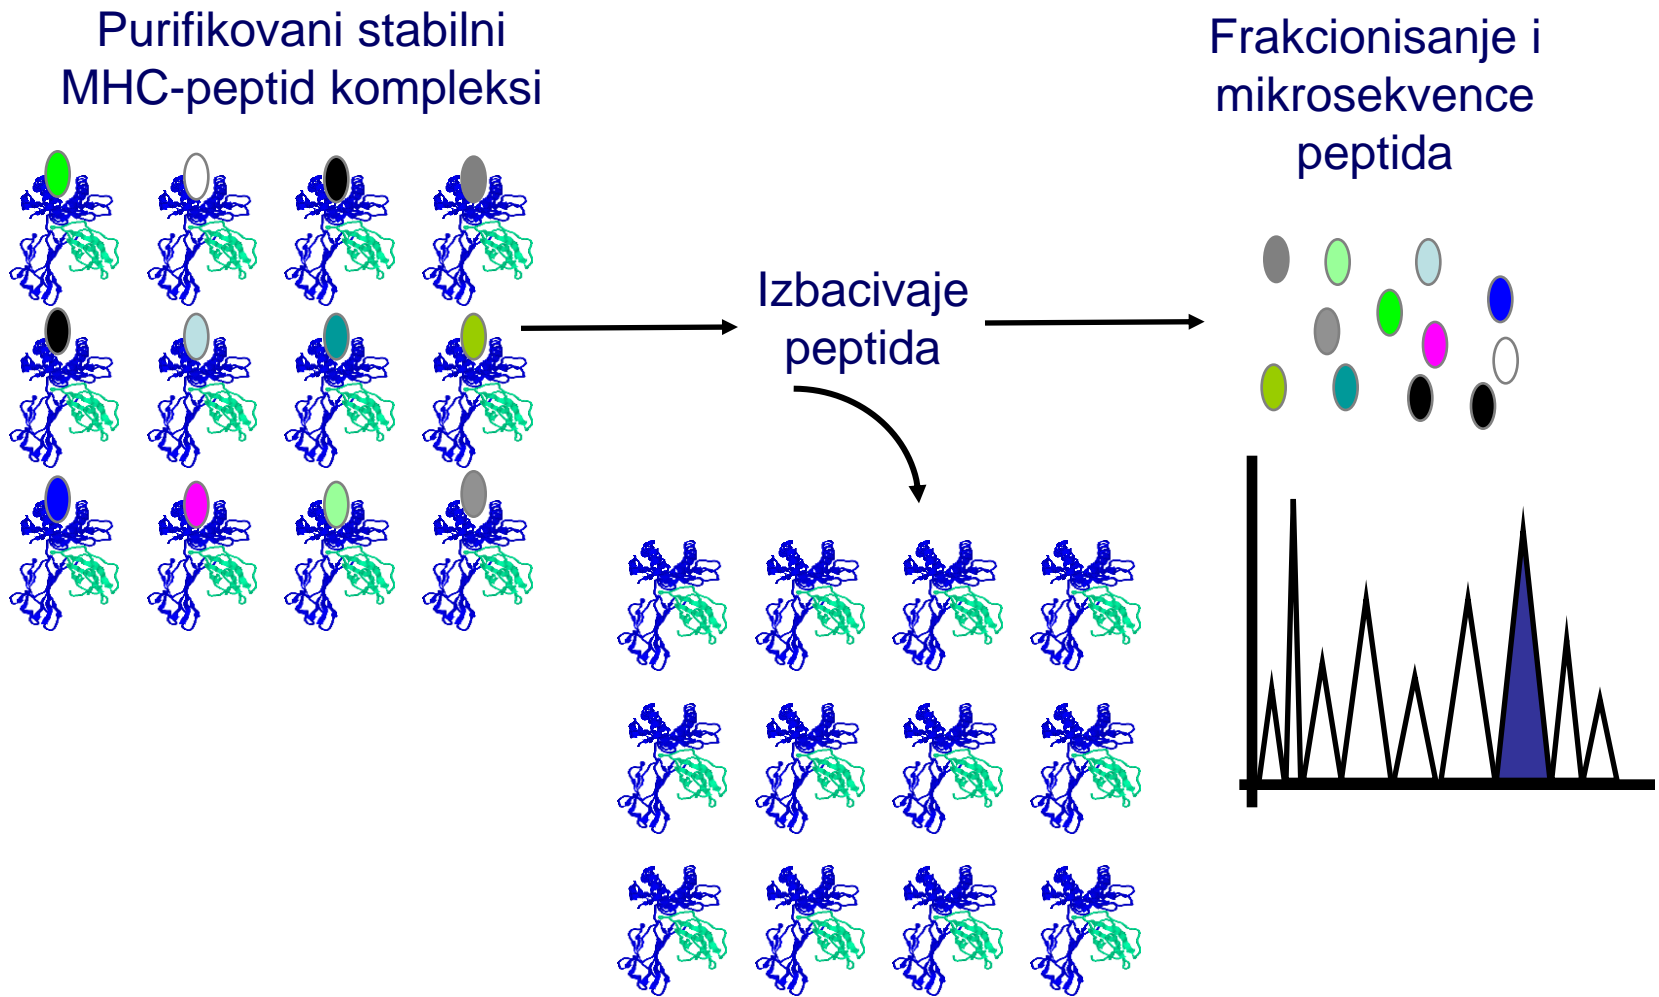 Purifikovani stabilni
MHC-peptid kompleksi
Frakcionisanje i
mikrosekvence
peptida
Izbacivaje
peptida